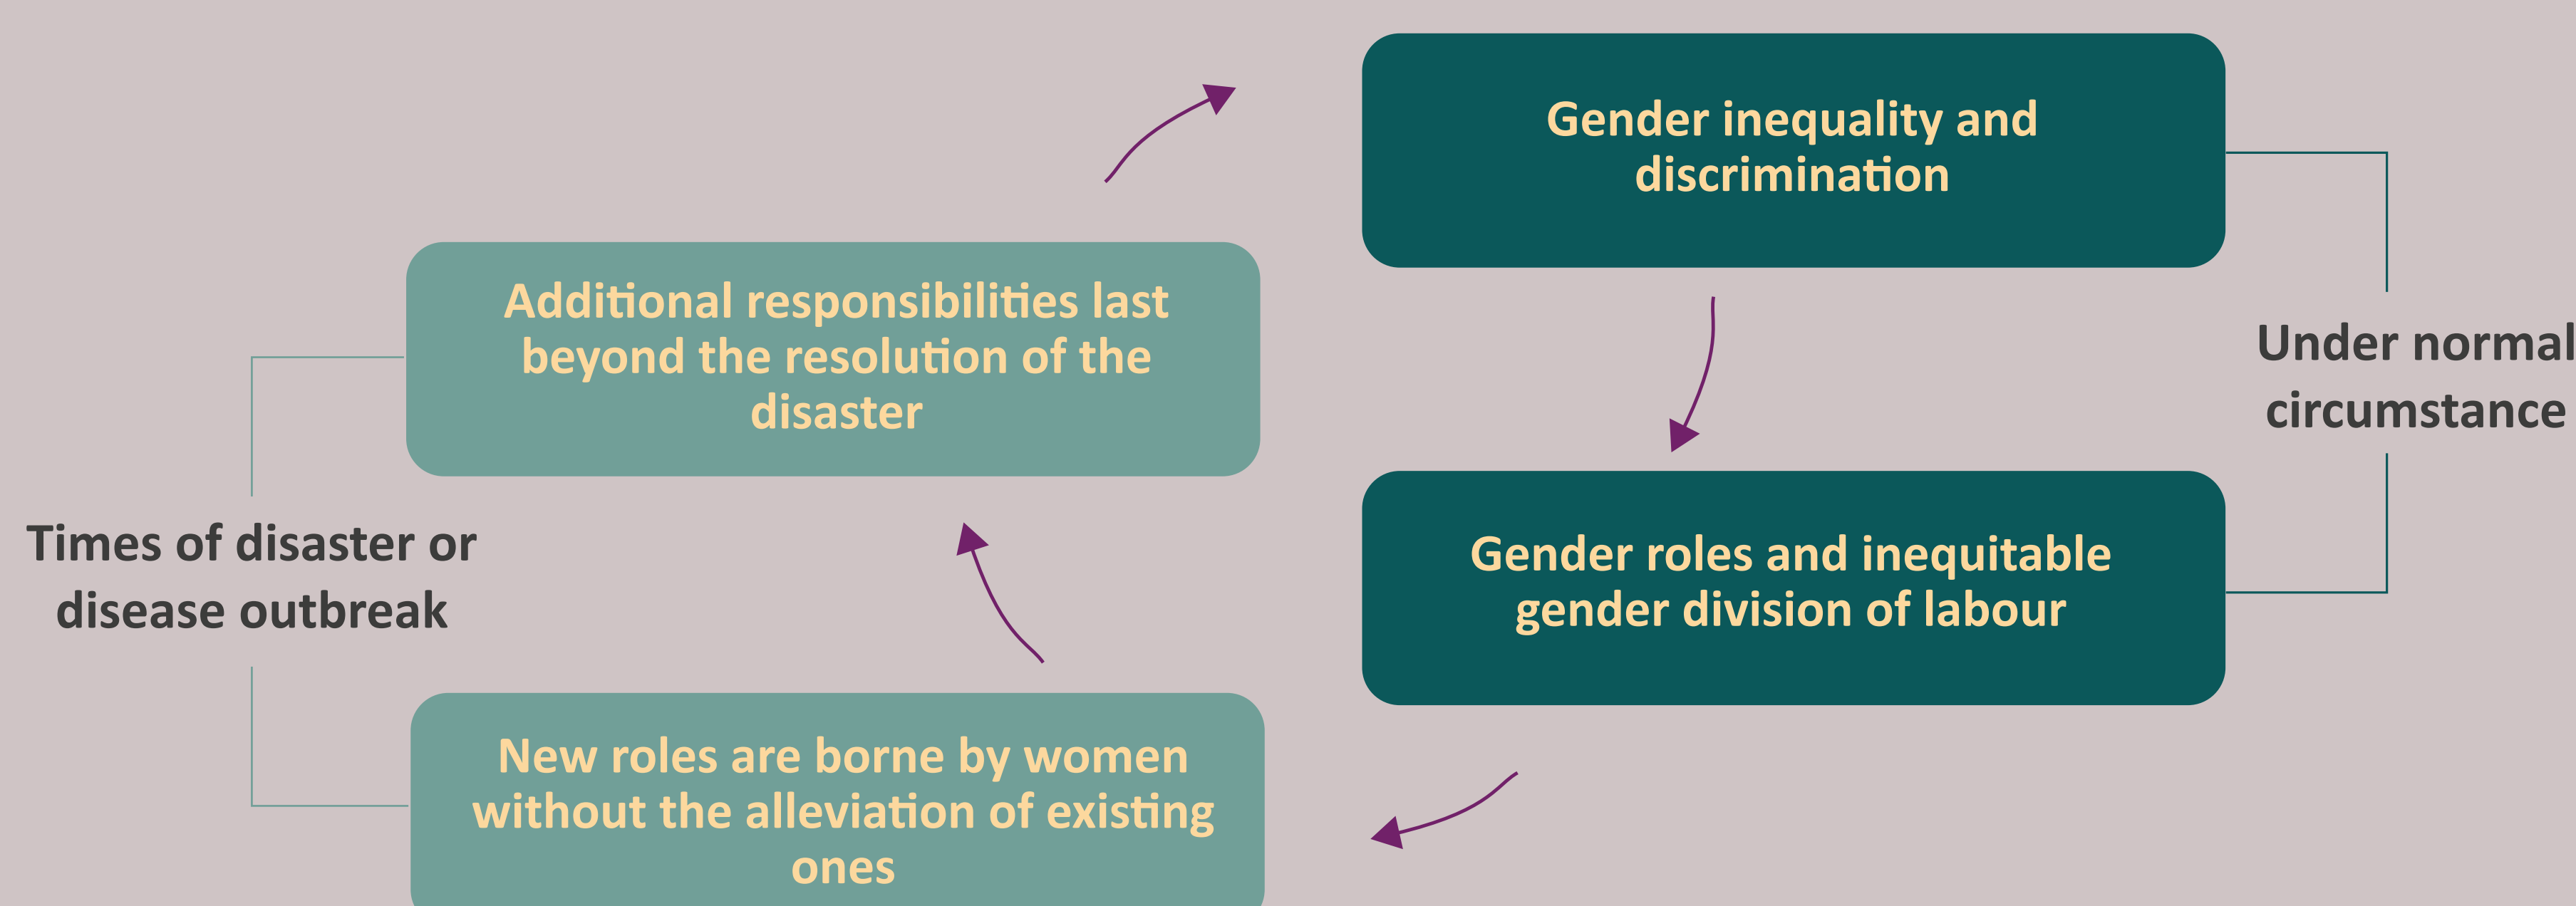 Gender inequality and
discrimination
Additional responsibilities last
beyond the resolution of the
disaster
Under normal
circumstance
Times of disaster or
disease outbreak
Gender roles and inequitable
gender division of labour
New roles are borne by women
without the alleviation of existing
ones